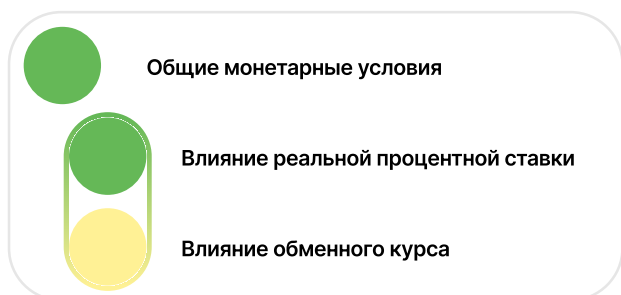 Общие монетарные условия
Влияние реальной процентной ставки
Влияние обменного курса